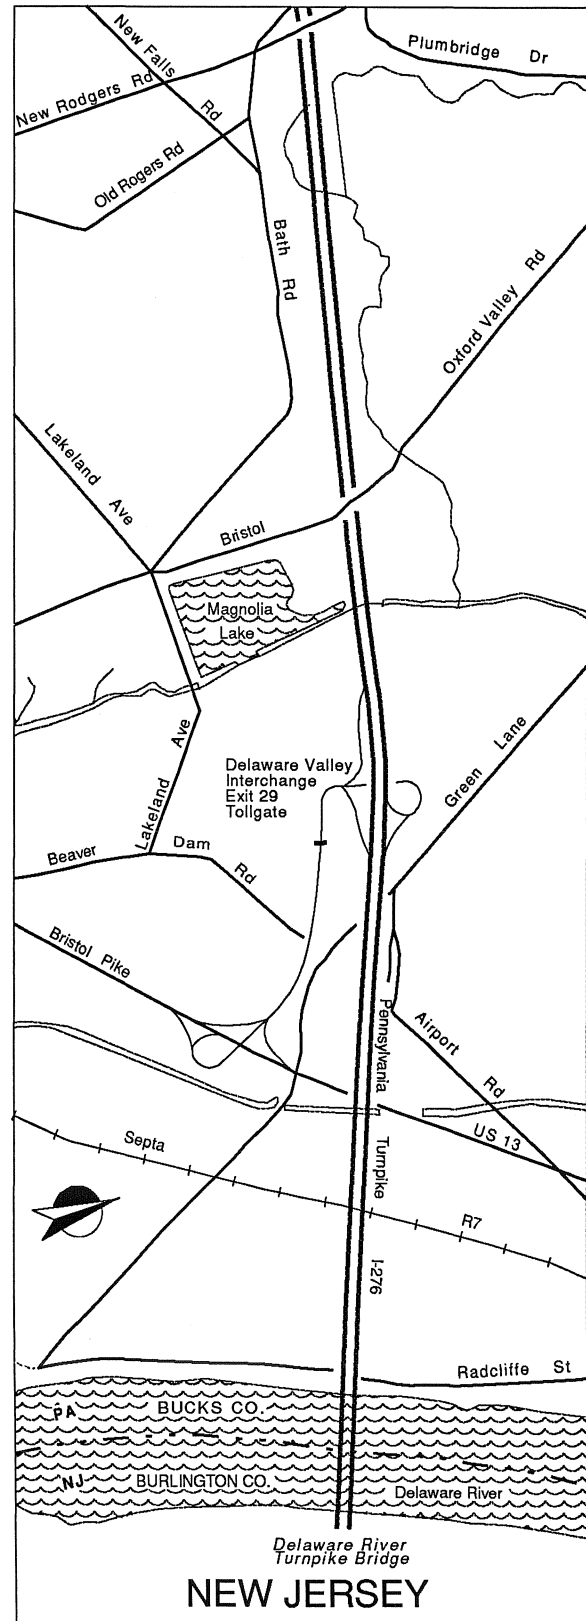 Plumbridge Dr
New Falls Rd
New Rodgers Rd
Old Rogers Rd
Bath Rd
Oxford Valley Rd
Lakeland Ave
Bristol
Magnolia
Lake
Delaware Valley
Interchange
Exit 29
Tollgate
Green Lane
Lakeland Ave
Beaver Dam Rd
Bristol Pike
Pennsylvania Turnpike I-276
Airport Rd
US 13
Septa
R7
Radcliffe St
PA
BUCKS CO.
NJ
BURLINGTON CO.
Delaware River
Delaware River
Turnpike Bridge
NEW JERSEY